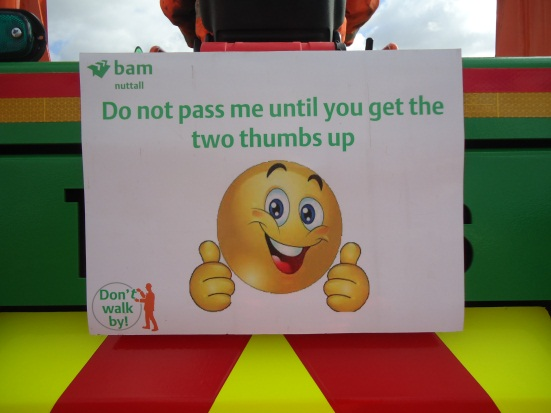 bam
nuttall
Do not pass me until you get the
two thumbs up
Don't
walk
by!